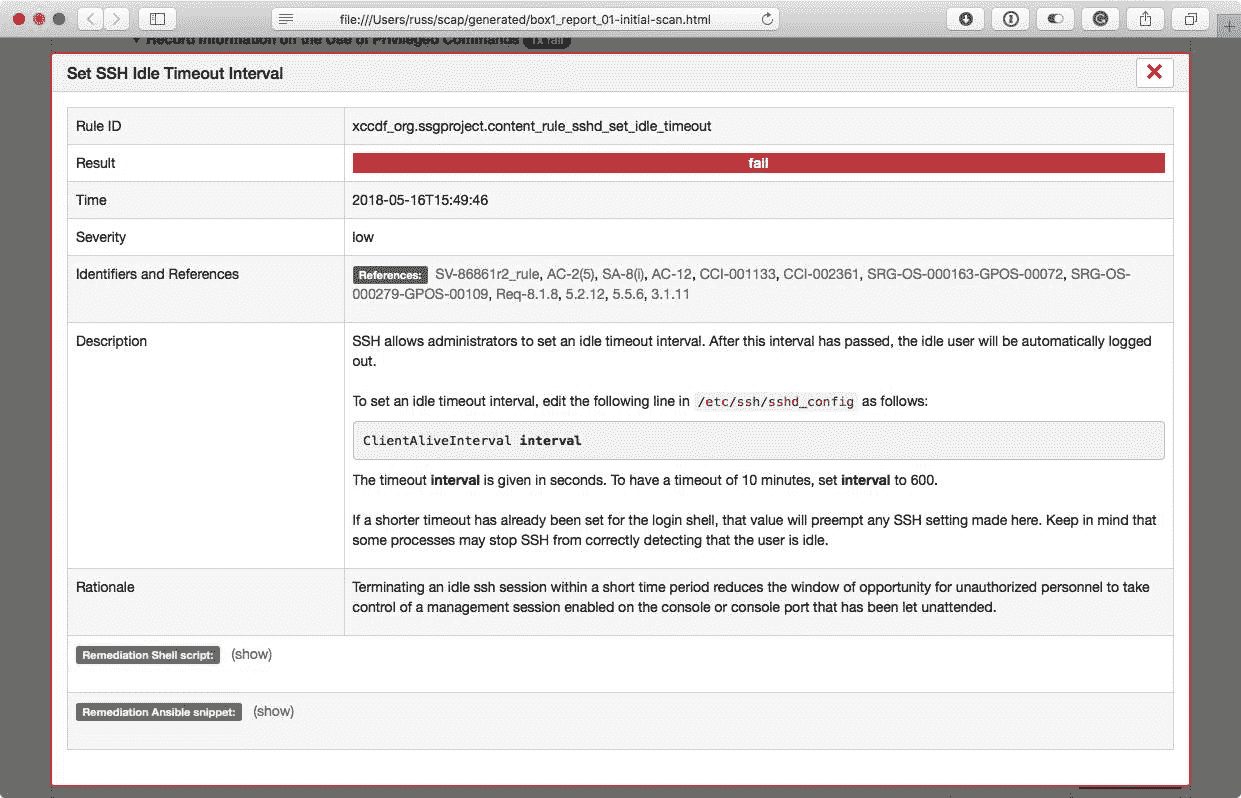 file:///Users/russ/scap/generated/box1_report_01-initial-scan.html
Record Information on the Use of Privileged Commands 1x fail
Set SSH Idle Timeout Interval
Rule ID xccdf_org.ssgproject.content_rule_sshd_set_idle_timeout
Result fail
Time 2018-05-16T15:49:46
Severity low
Identifiers and References References: SV-86861r2_rule, AC-2(5), SA-8(i), AC-12, CCI-001133, CCI-002361, SRG-OS-000163-GPOS-00072, SRG-OS-
000279-GPOS-00109, Req-8.1.8, 5.2.12, 5.5.6, 3.1.11
Description SSH allows administrators to set an idle timeout interval. After this interval has passed, the idle user will be automatically logged
out.
To set an idle timeout interval, edit the following line in /etc/ssh/sshd_config as follows:
ClientAliveInterval interval
The timeout interval is given in seconds. To have a timeout of 10 minutes, set interval to 600.
If a shorter timeout has already been set for the login shell, that value will preempt any SSH setting made here. Keep in mind that
some processes may stop SSH from correctly detecting that the user is idle.
Rationale Terminating an idle ssh session within a short time period reduces the window of opportunity for unauthorized personnel to take
control of a management session enabled on the console or console port that has been let unattended.
Remediation Shell script: (show)
Remediation Ansible snippet: (show)